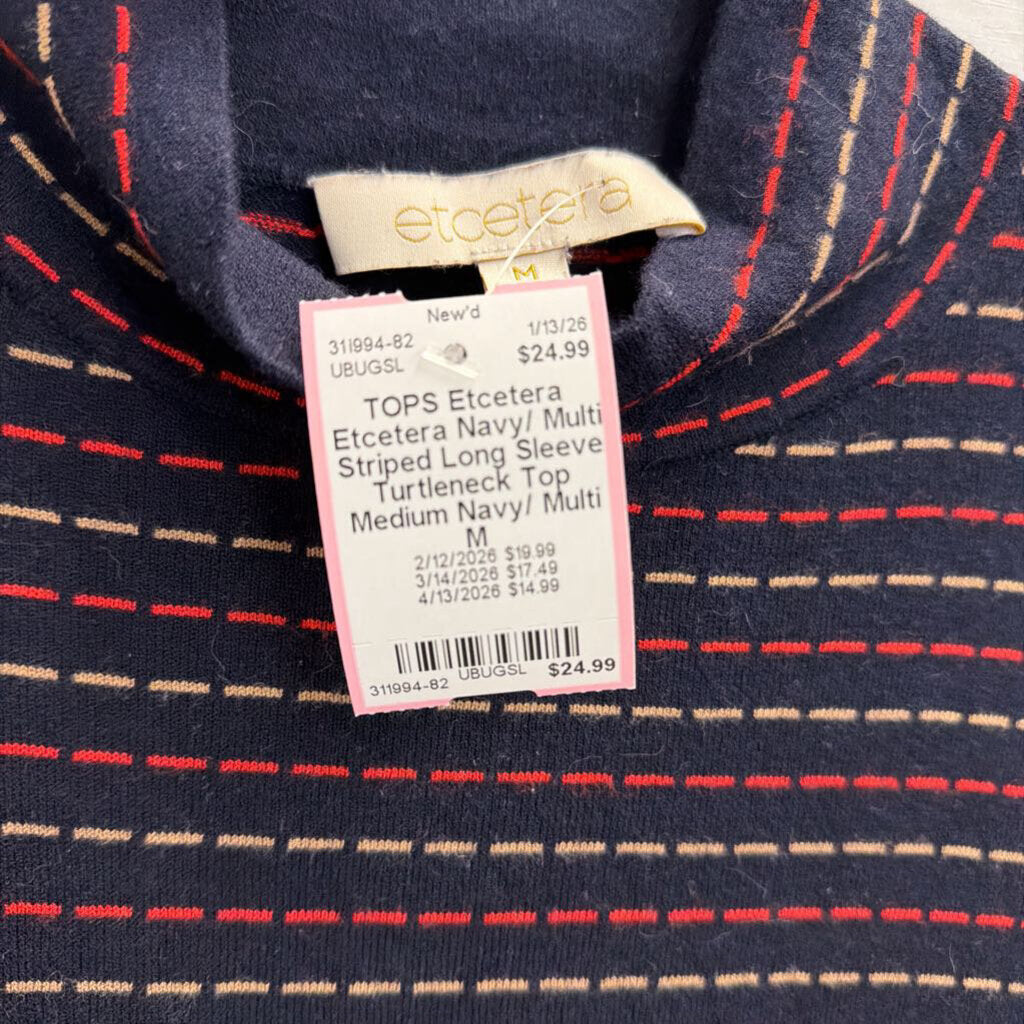 etcetera
M
New'd
311994-82 1/13/26
UBUGSL $24.99
TOPS Etcetera
Etcetera Navy/ Multi
Striped Long Sleeve
Turtleneck Top
Medium Navy/ Multi
M
2/12/2026 $19.99
3/14/2026 $17.49
4/13/2026 $14.99
311994-82 UBUGSL $24.99